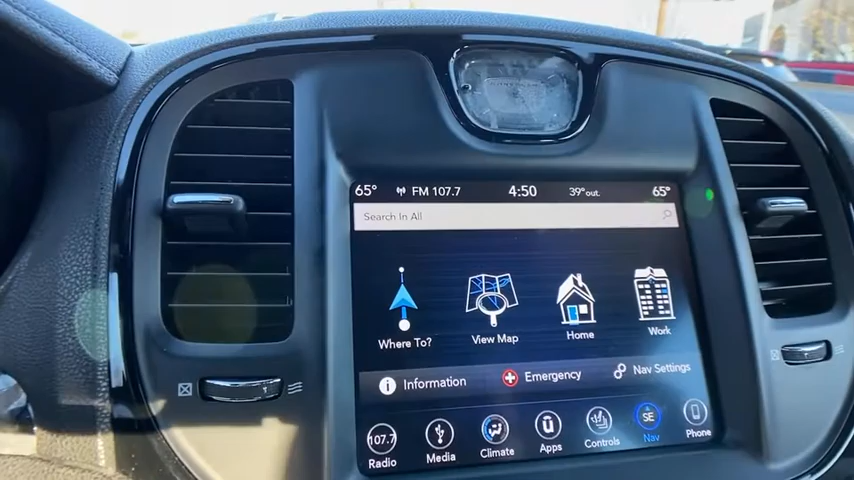 65° FM 107.7 4:50 39°out. 65°
Search In All
Where To? View Map Home Work
Information Emergency Nav Settings
107.7 SE
Radio Media Climate Apps Controls Nav Phone